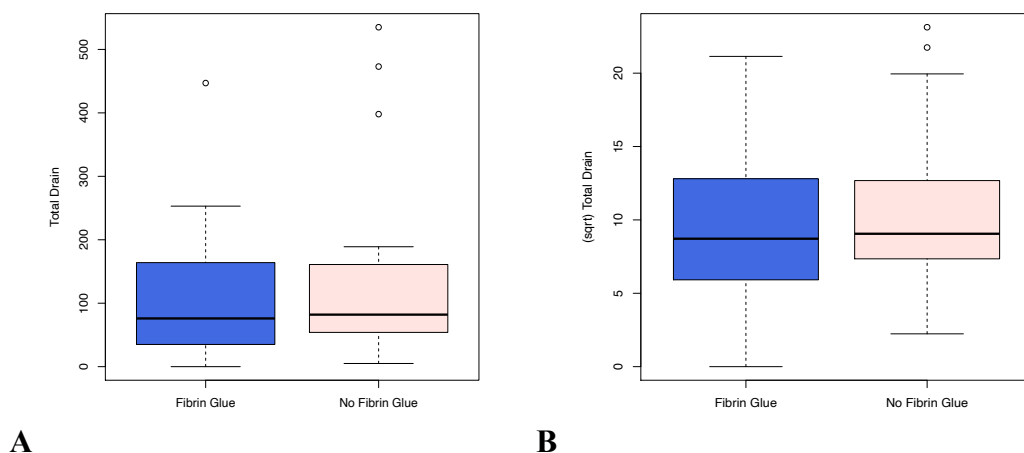 Total Drain
500
400
300
200
100
0
Fibrin Glue
No Fibrin Glue
A
(sqrt) Total Drain
20
15
10
5
0
Fibrin Glue
No Fibrin Glue
B